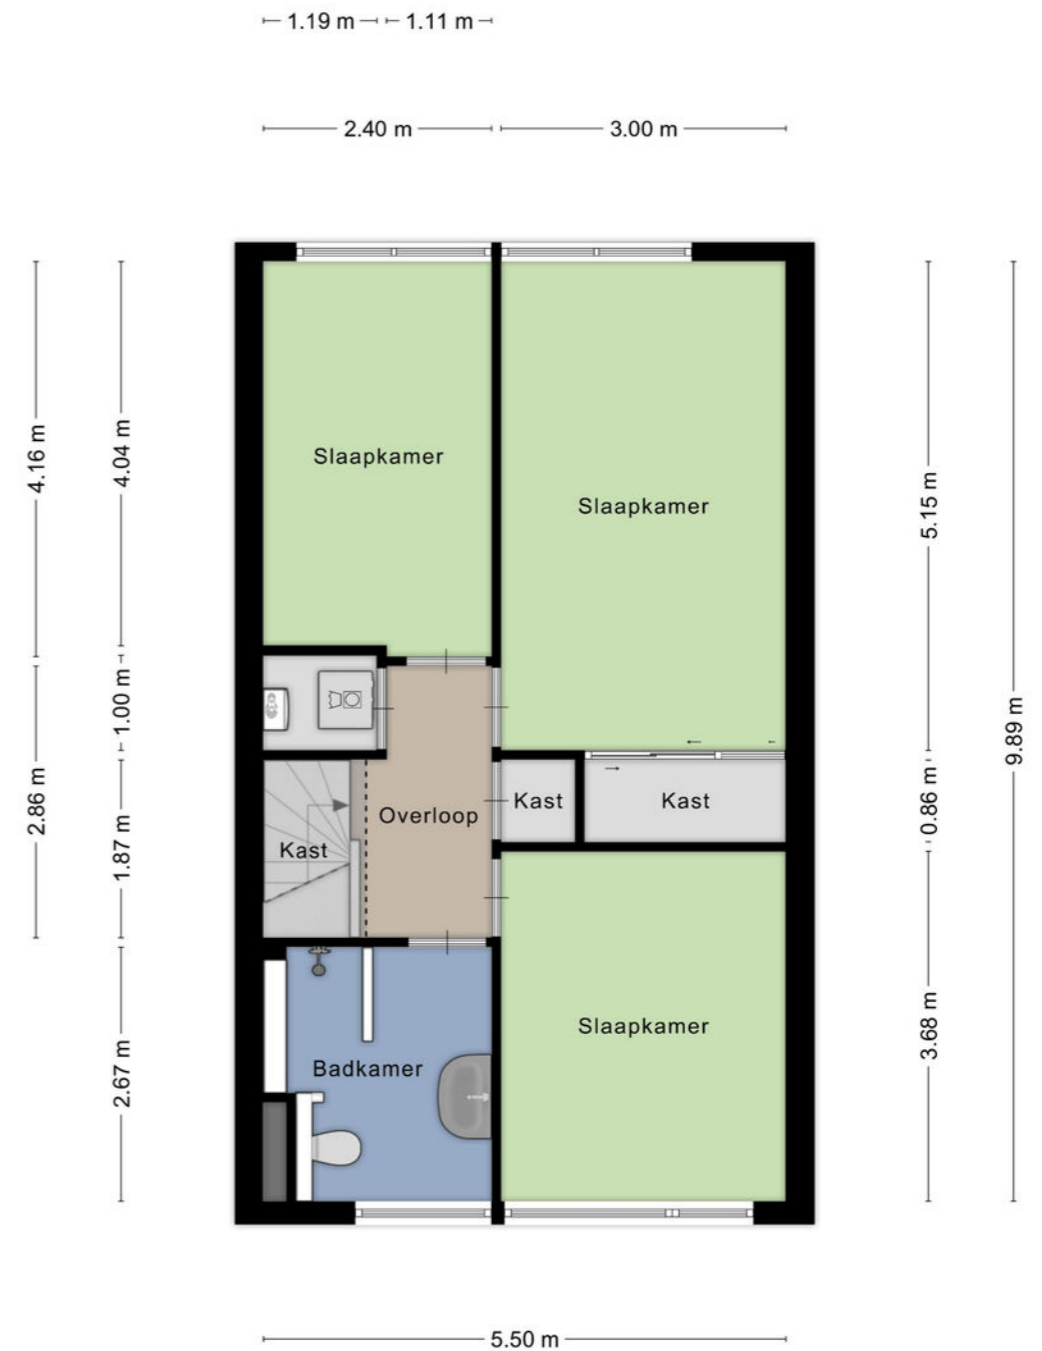 1.19 m
1.11 m
2.40 m
3.00 m
4.16 m
4.04 m
Slaapkamer
Slaapkamer
5.15 m
9.89 m
1.00 m
2.86 m
1.87 m
Kast
Overloop
Kast
Kast
0.86 m
2.67 m
Badkamer
Slaapkamer
3.68 m
5.50 m